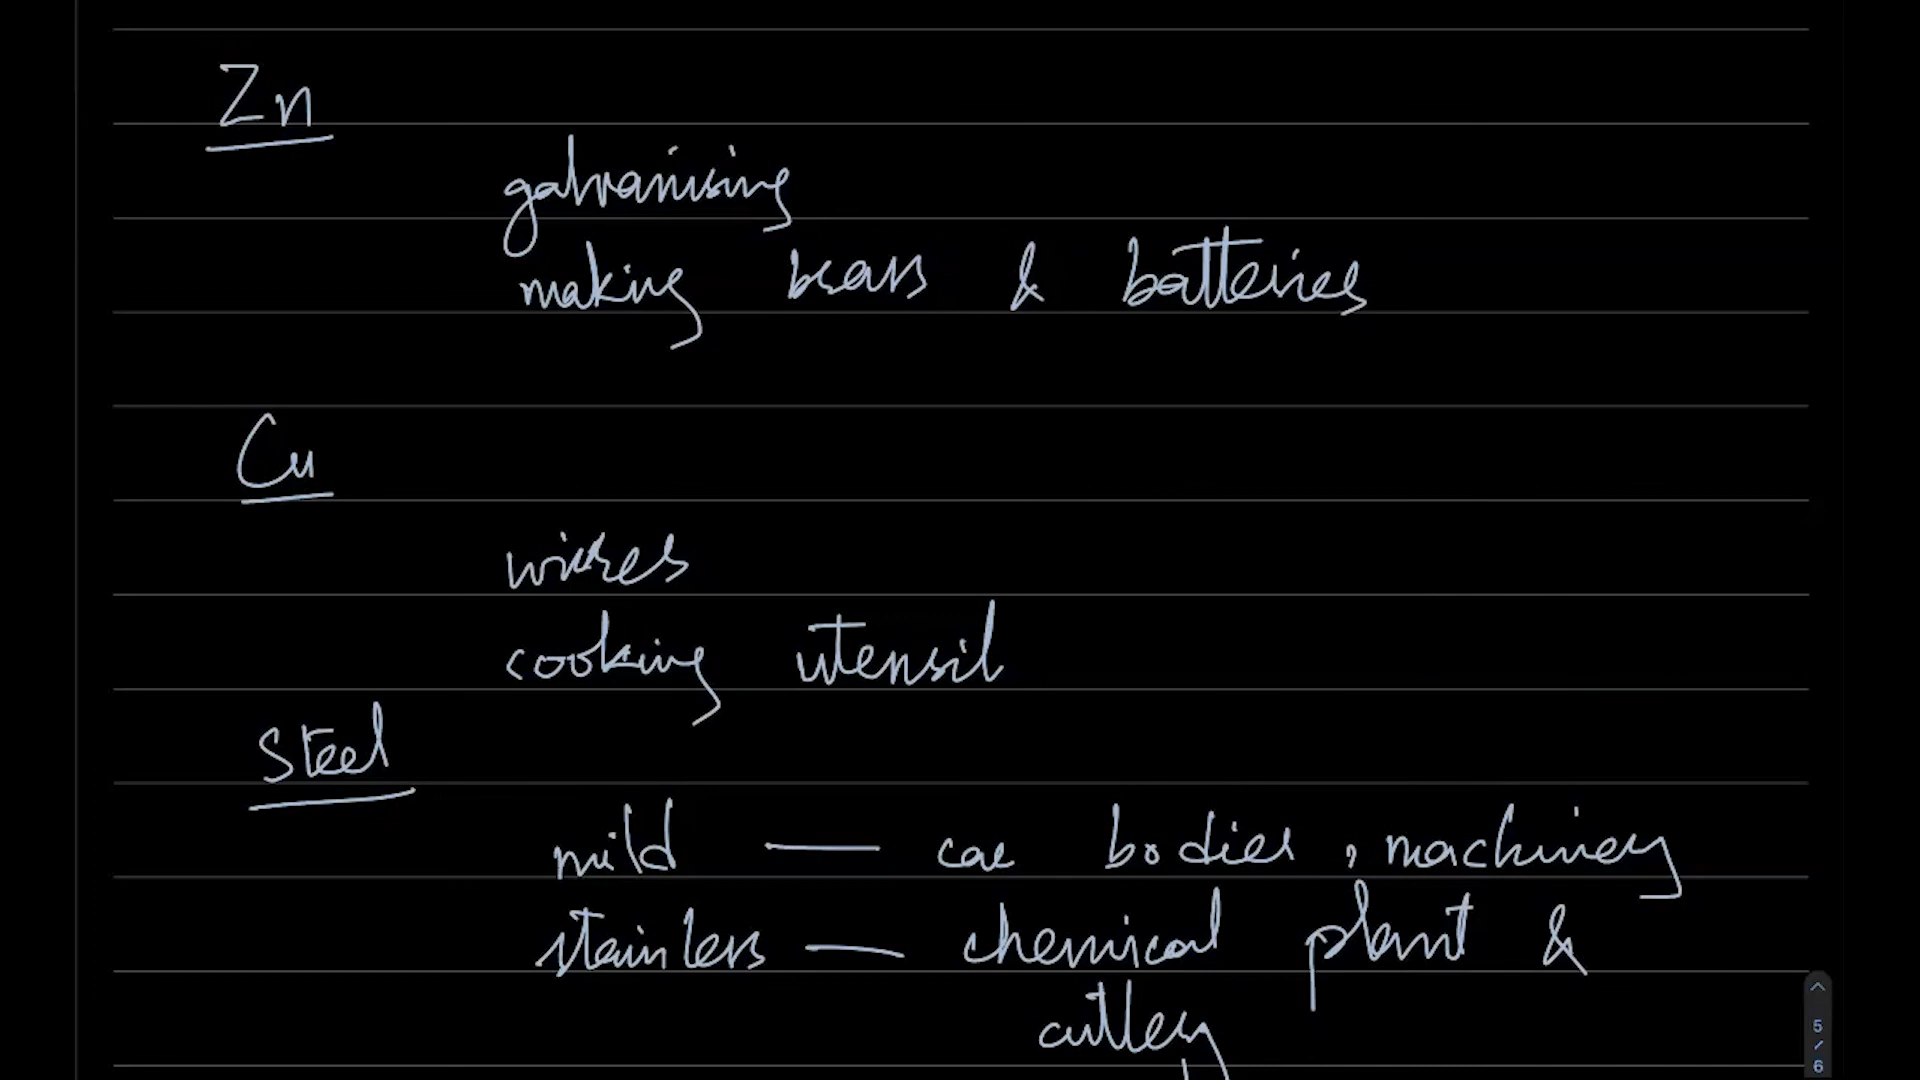 Zn
galvanising
making brass & batteries
Cu
wires
cooking utensil
Steel
mild — car bodies, machinery
stainless — chemical plant &
cutlery
5
/
6